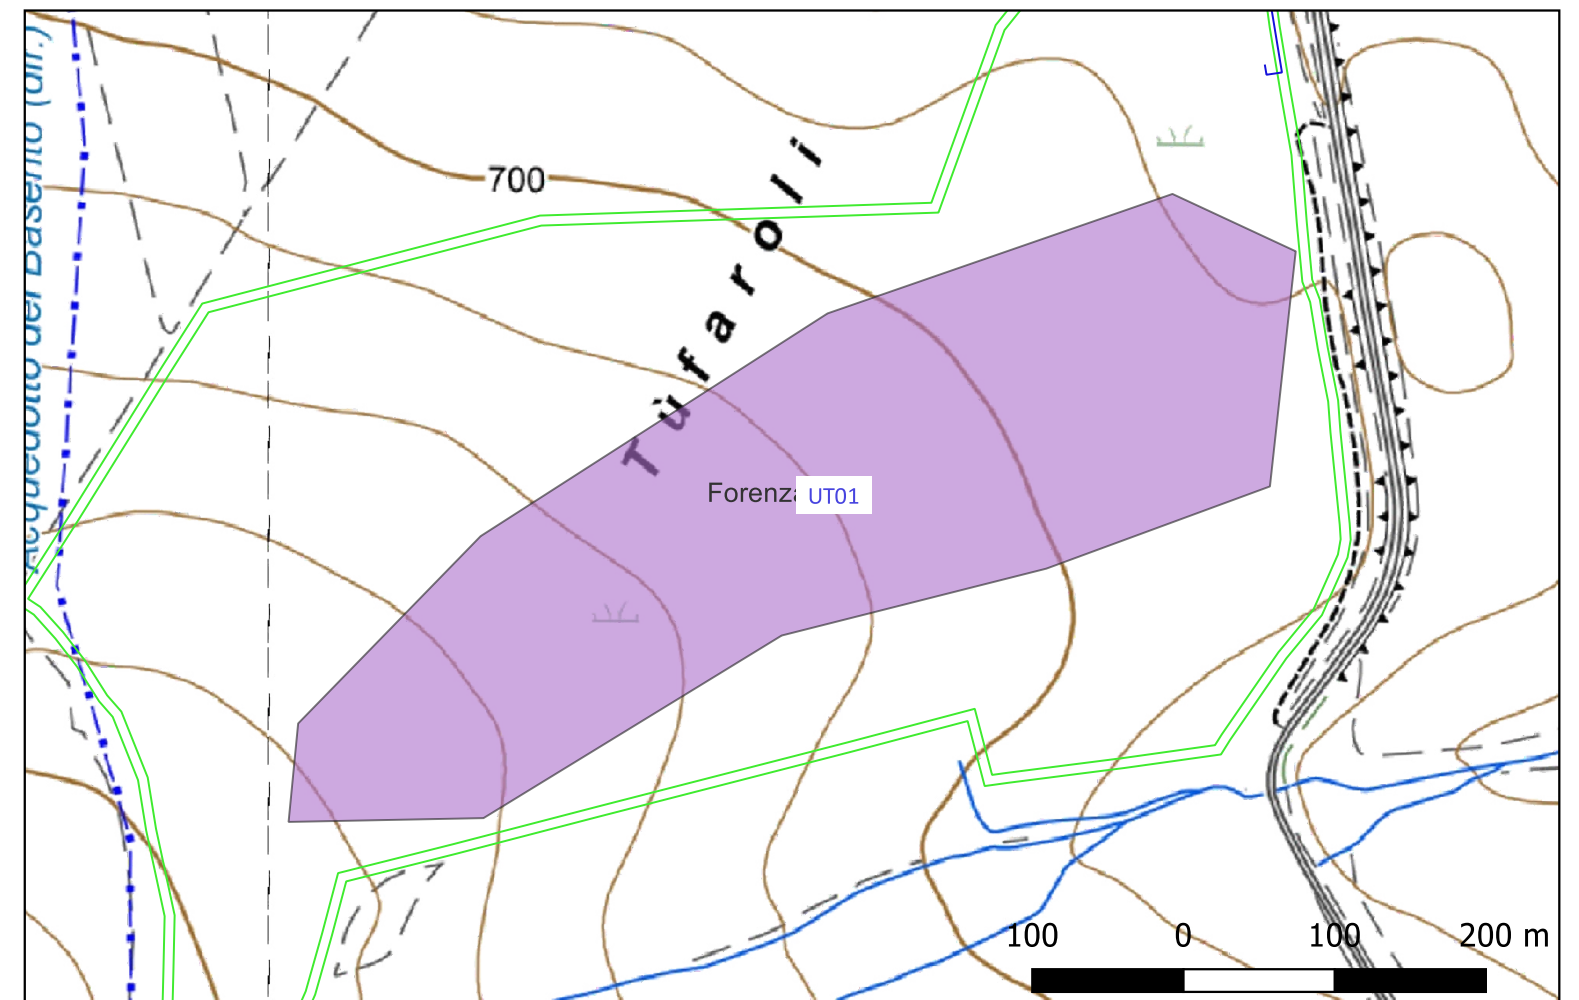 Acquedotto del Basento (dir.)
700
Tùfaroli
Forenza
UT01
100 0 100 200 m